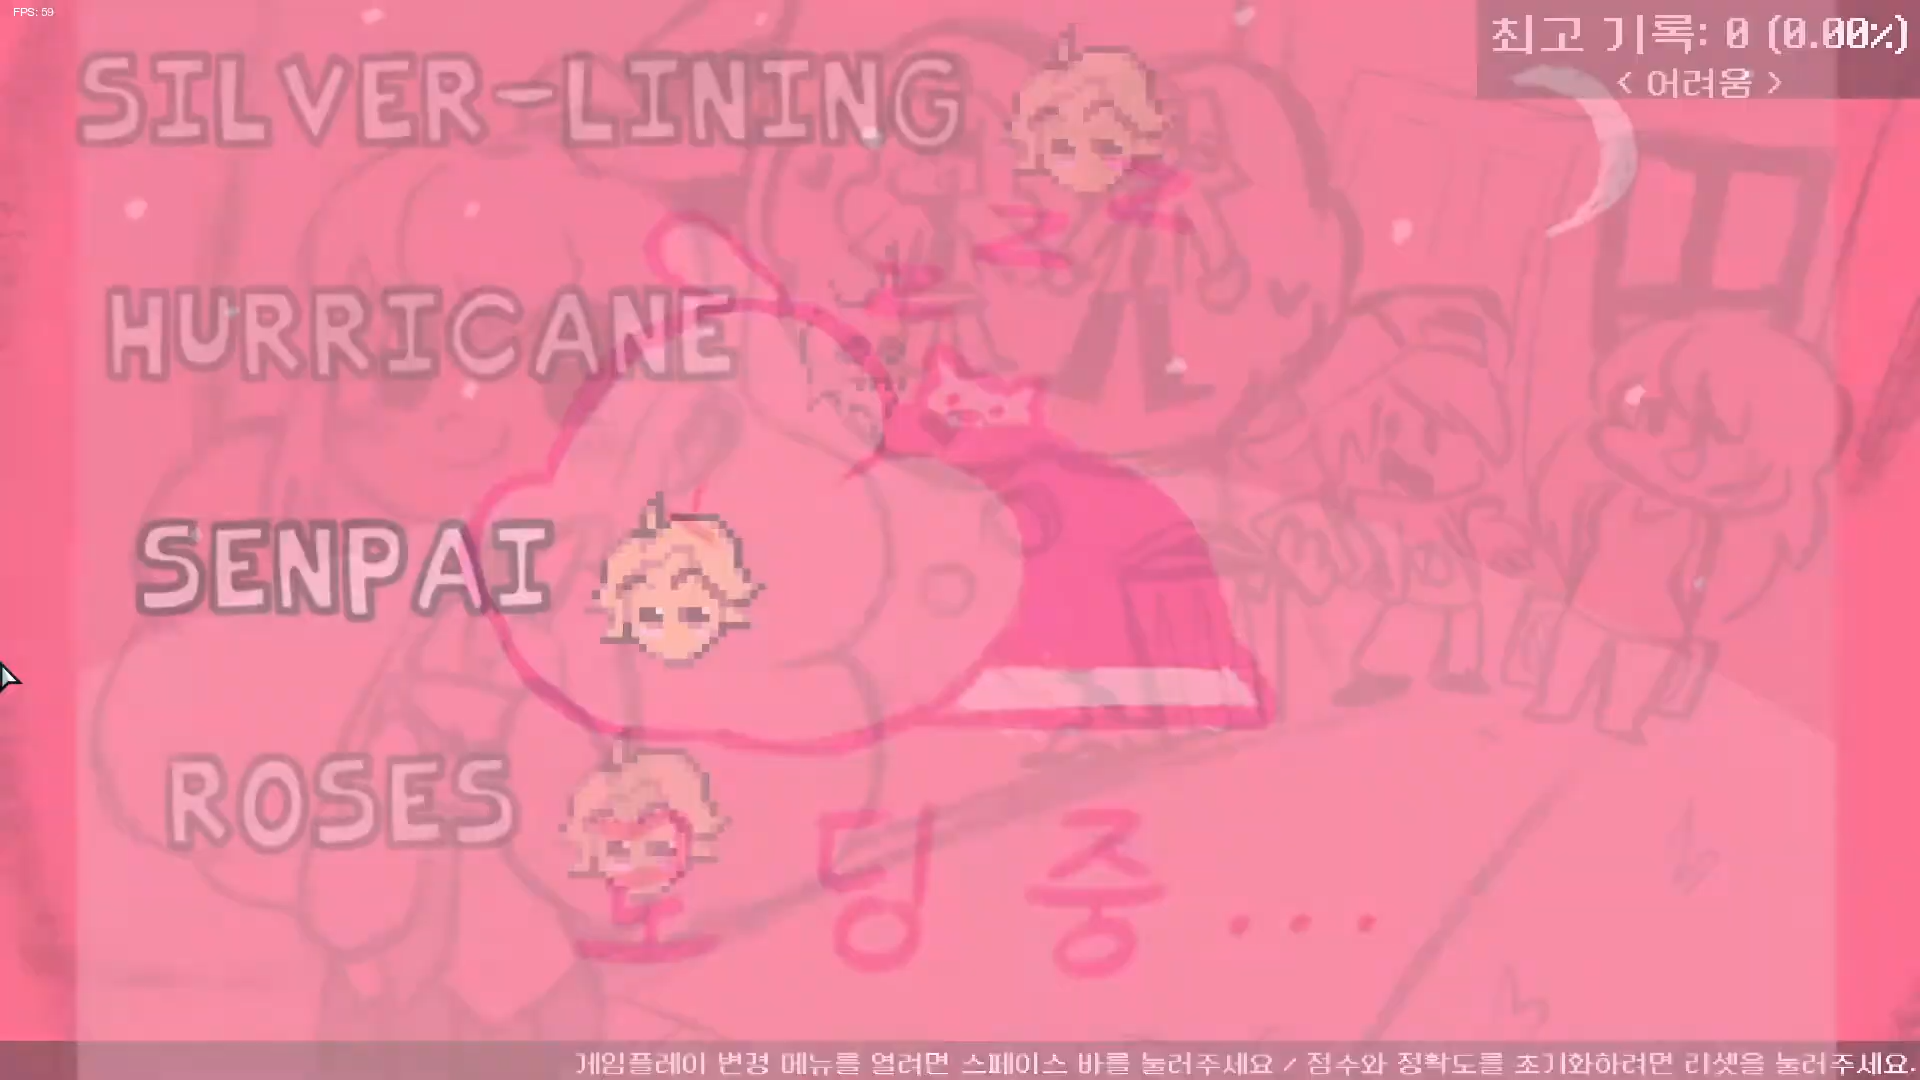 FPS: 59
최고 기록: 0 (0.00%)
< 어려움 >
SILVER-LINING
HURRICANE
SENPAI
ROSES
z z z
로딩중...
게임플레이 변경 메뉴를 열려면 스페이스 바를 눌러주세요 / 점수와 정확도를 초기화하려면 리셋을 눌러주세요.